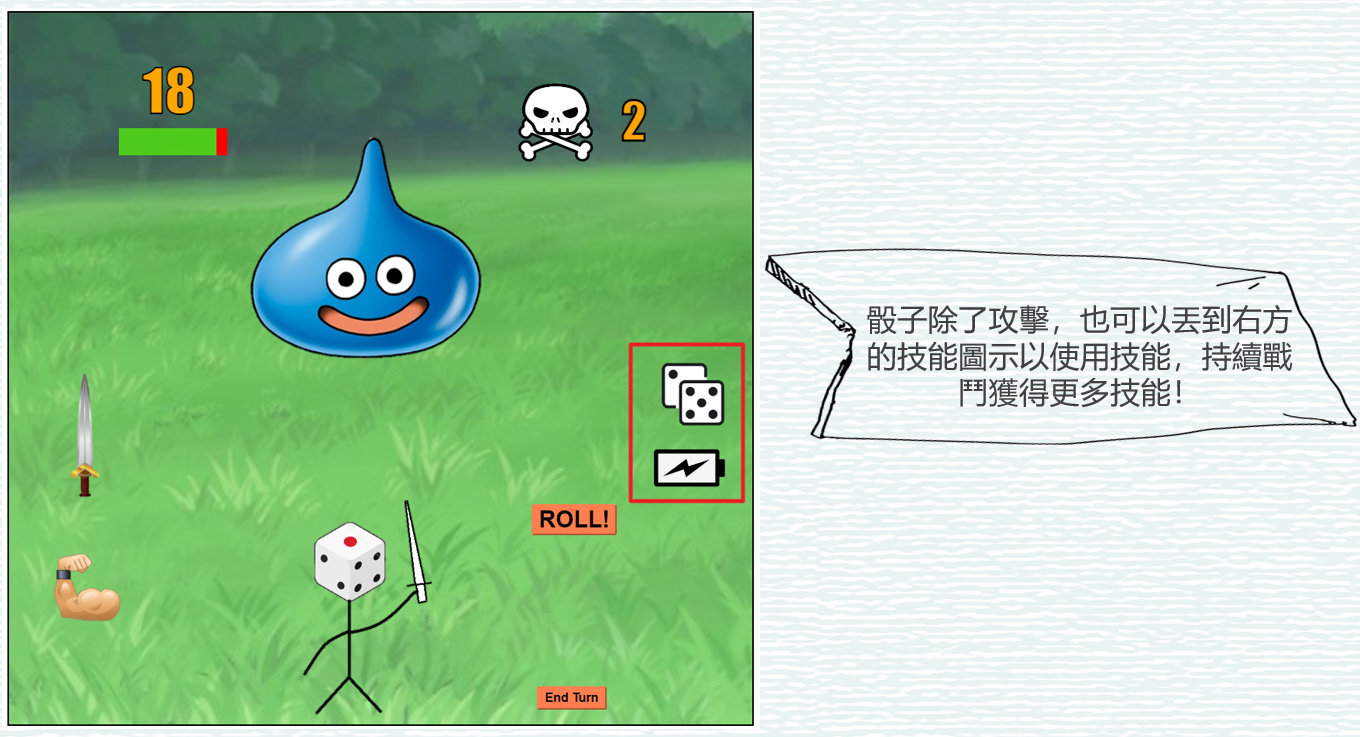 18
2
ROLL!
End Turn
骰子除了攻擊，也可以丟到右方
的技能圖示以使用技能，持續戰
鬥獲得更多技能！